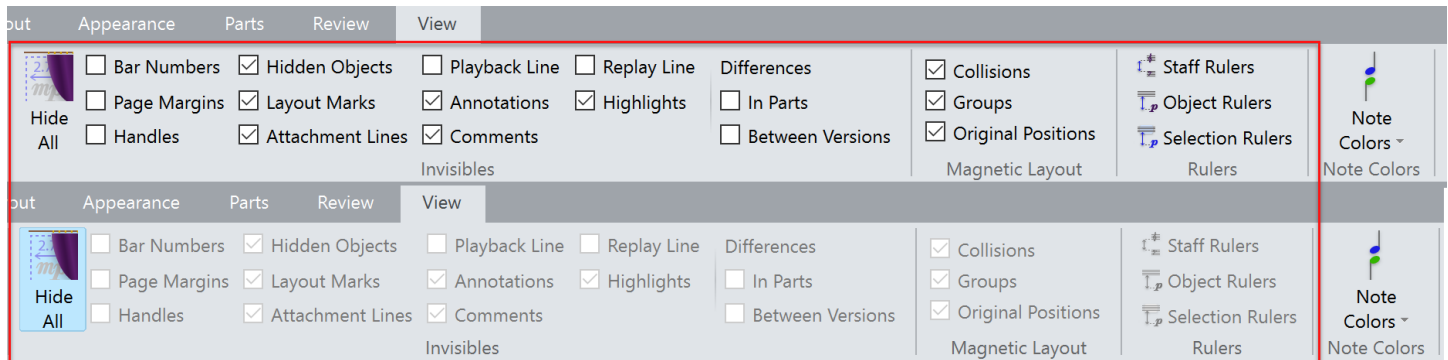 out Appearance Parts Review View
Bar Numbers Hidden Objects Playback Line Replay Line Differences Collisions Staff Rulers
Page Margins Layout Marks Annotations Highlights In Parts Groups Object Rulers
Hide All Handles Attachment Lines Comments Between Versions Original Positions Selection Rulers Note Colors
Invisibles Magnetic Layout Rulers Note Colors
out Appearance Parts Review View
Bar Numbers Hidden Objects Playback Line Replay Line Differences Collisions Staff Rulers
Page Margins Layout Marks Annotations Highlights In Parts Groups Object Rulers
Hide All Handles Attachment Lines Comments Between Versions Original Positions Selection Rulers Note Colors
Invisibles Magnetic Layout Rulers Note Colors